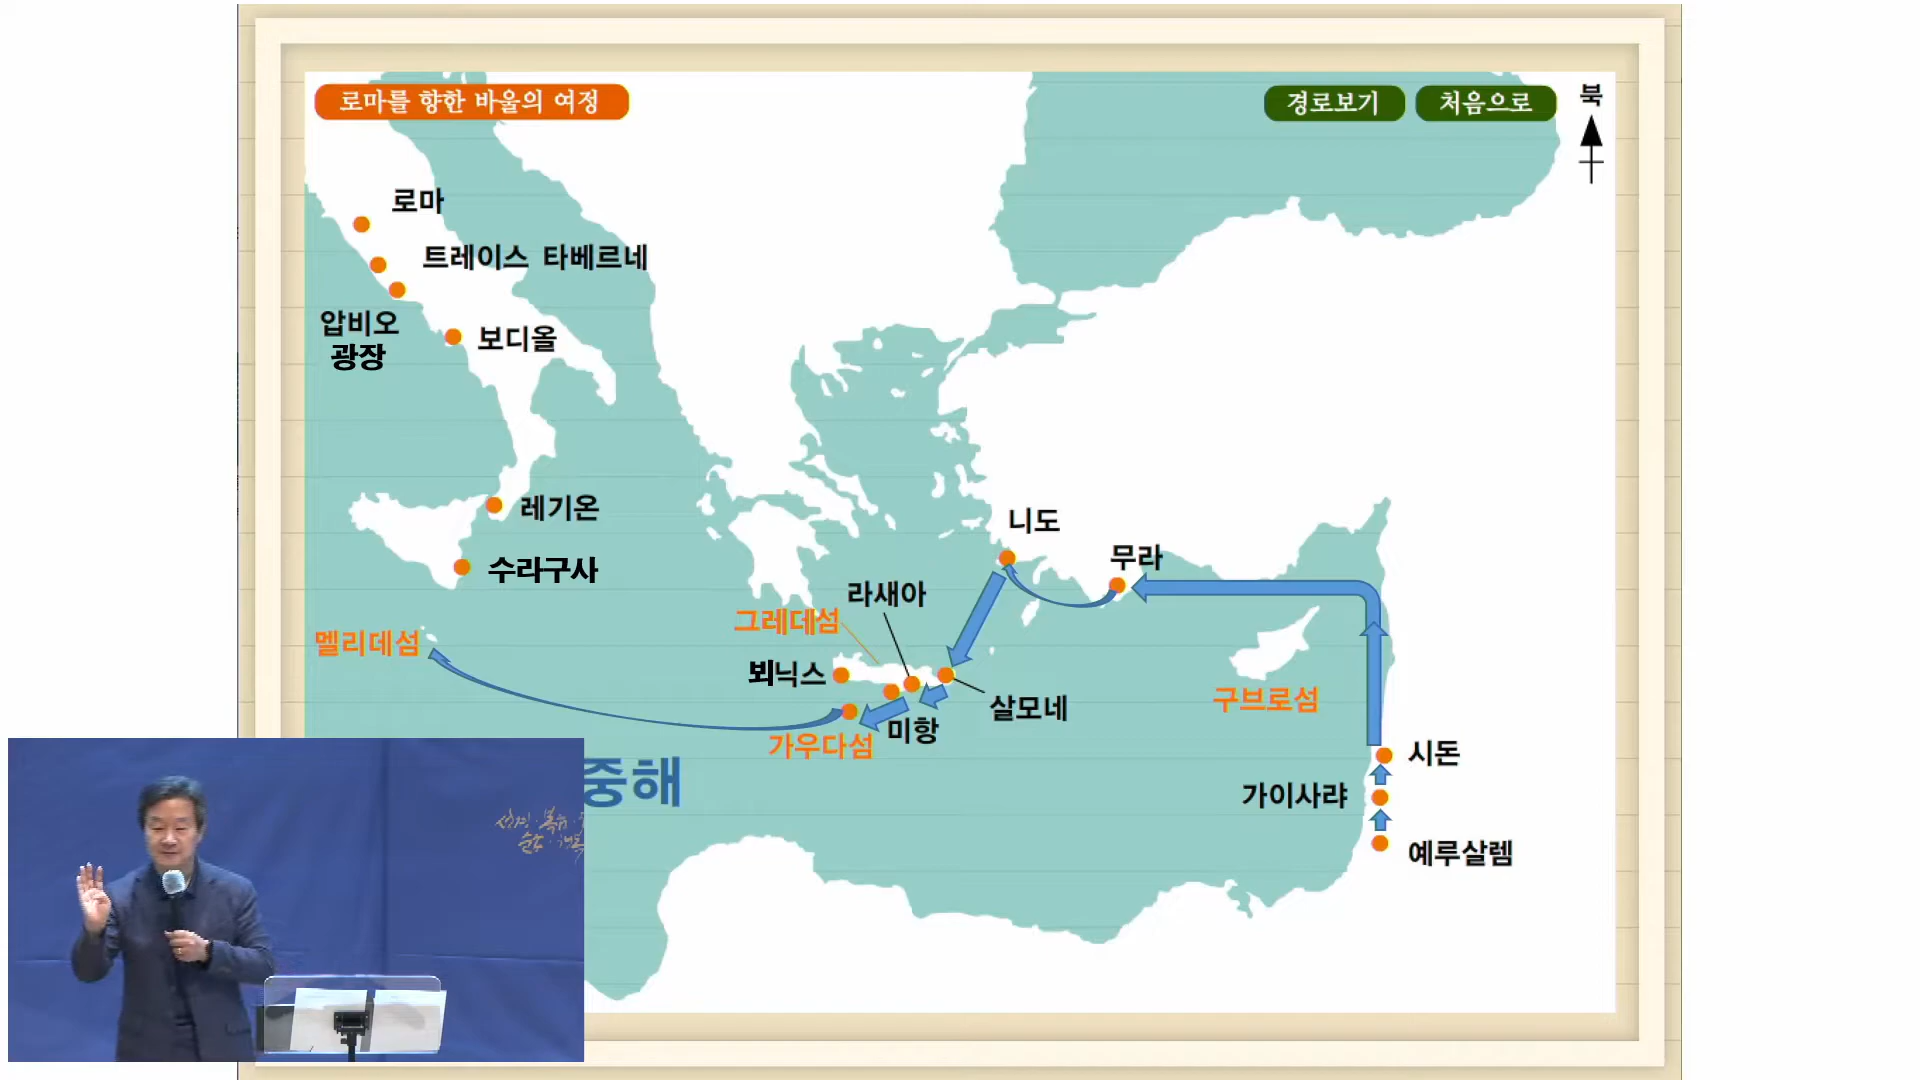 로마를 향한 바울의 여정
경로보기
처음으로
북
로마
트레이스 타베르네
압비오
광장
보디올
레기온
수라구사
니도
무라
라새아
그레데섬
멜리데섬
뵈닉스
살모네
구브로섬
미항
가우다섬
시돈
중해
가이사랴
예루살렘